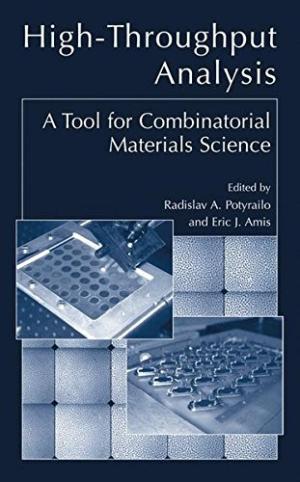 High-Throughput
Analysis
A Tool for Combinatorial
Materials Science
Edited by
Radislav A. Potyrailo
and Eric J. Amis